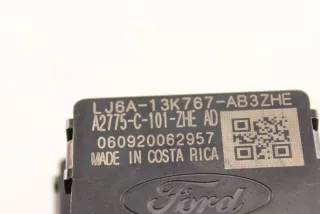 LJ6A-13K767-AB3ZHE
A2775-C-101-ZHE AD
060920062957
MADE IN COSTA RICA
Ford